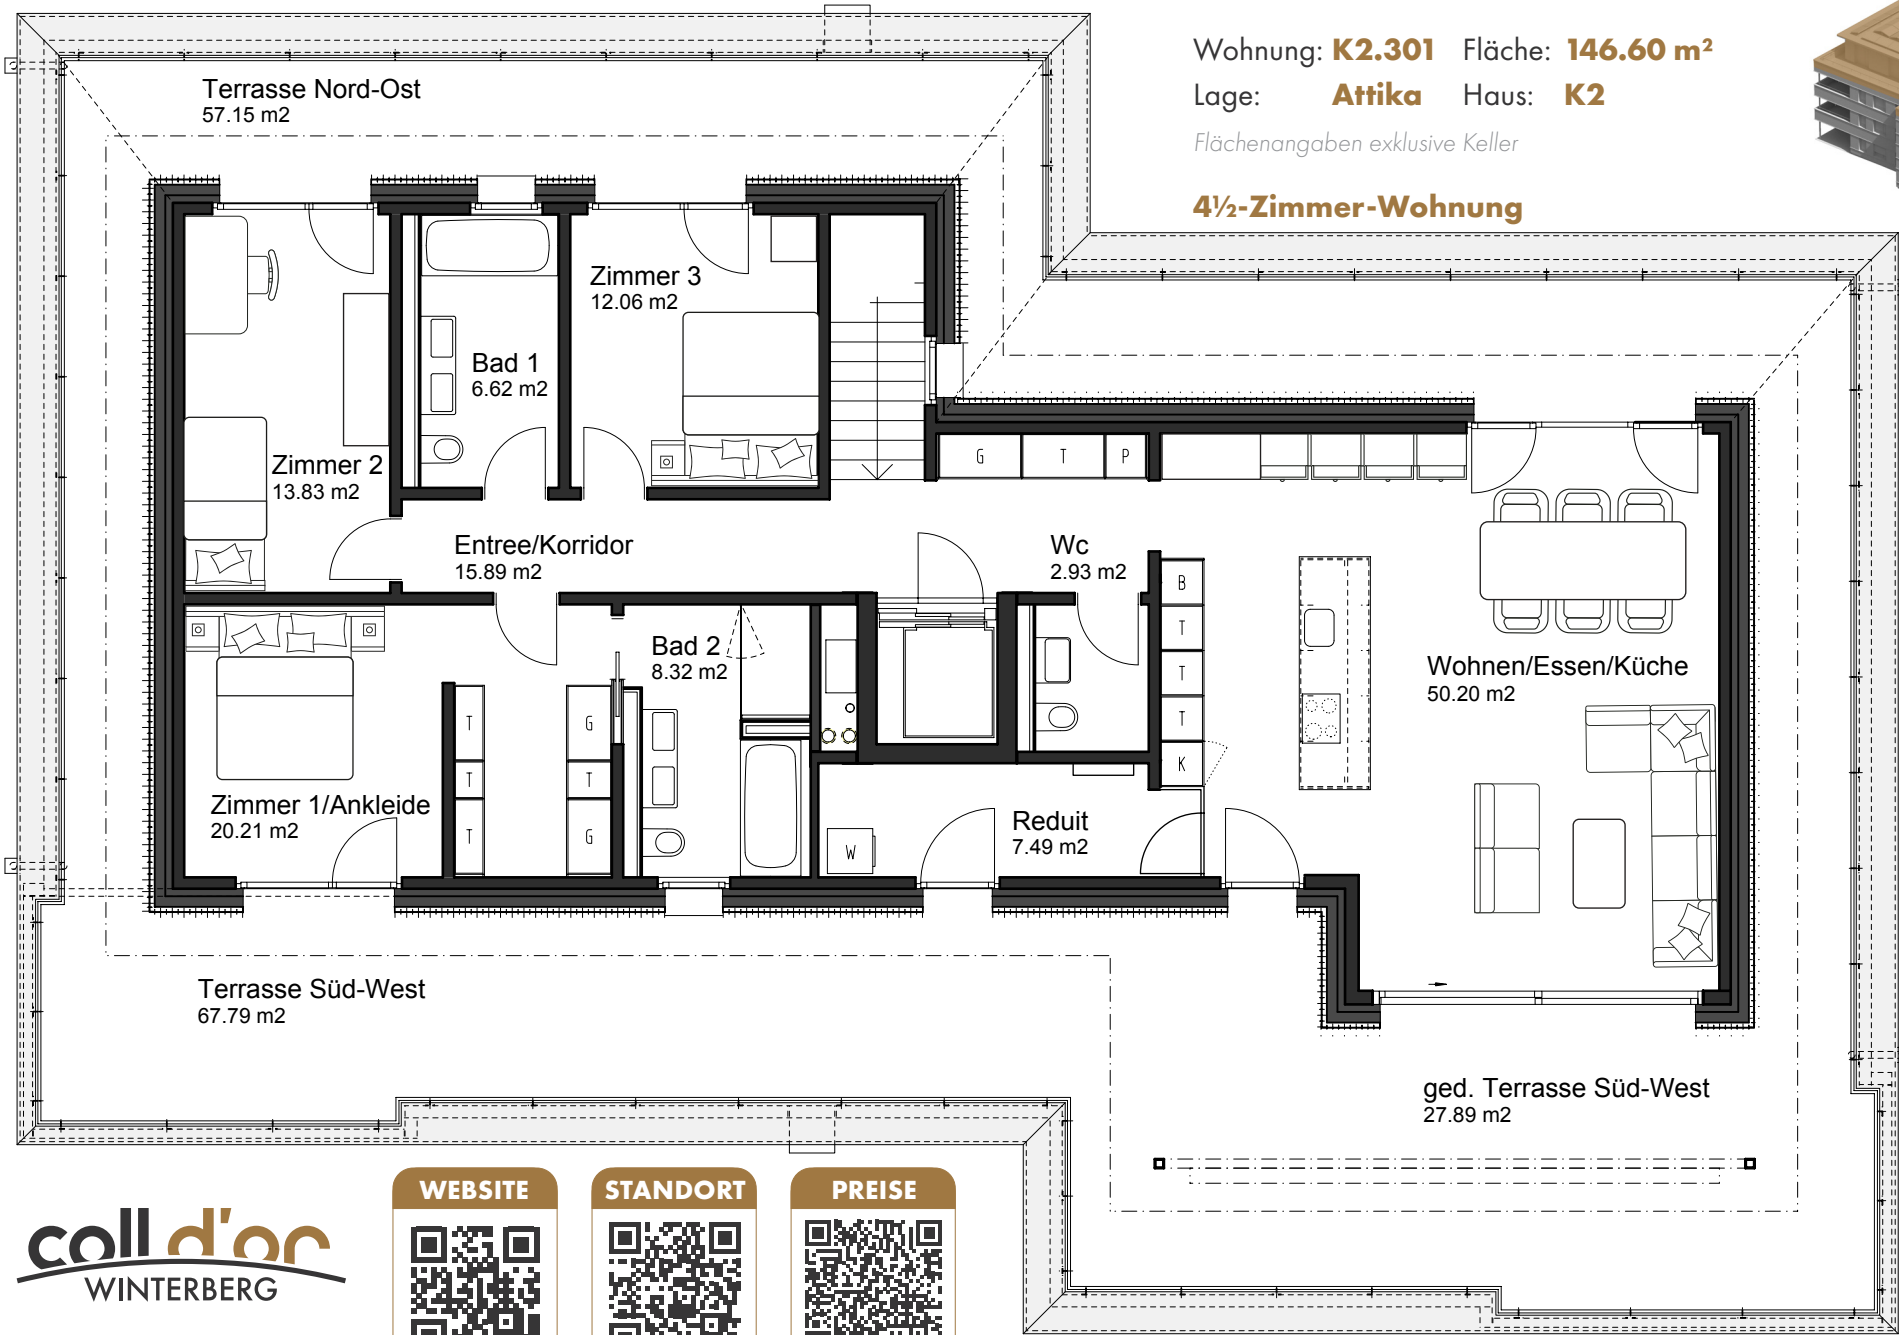 Wohnung: K2.301 Fläche: 146.60 m²
Lage: Attika Haus: K2
Flächenangaben exklusive Keller
4½-Zimmer-Wohnung
Terrasse Nord-Ost
57.15 m2
Zimmer 3
12.06 m2
Bad 1
6.62 m2
Zimmer 2
13.83 m2
G T P
Entree/Korridor
15.89 m2
Wc
2.93 m2
B
T
T
T
K
Bad 2
8.32 m2
Wohnen/Essen/Küche
50.20 m2
T G
T T
T G
Zimmer 1/Ankleide
20.21 m2
Reduit
7.49 m2
W
Terrasse Süd-West
67.79 m2
ged. Terrasse Süd-West
27.89 m2
coll d'or
WINTERBERG
WEBSITE
STANDORT
PREISE